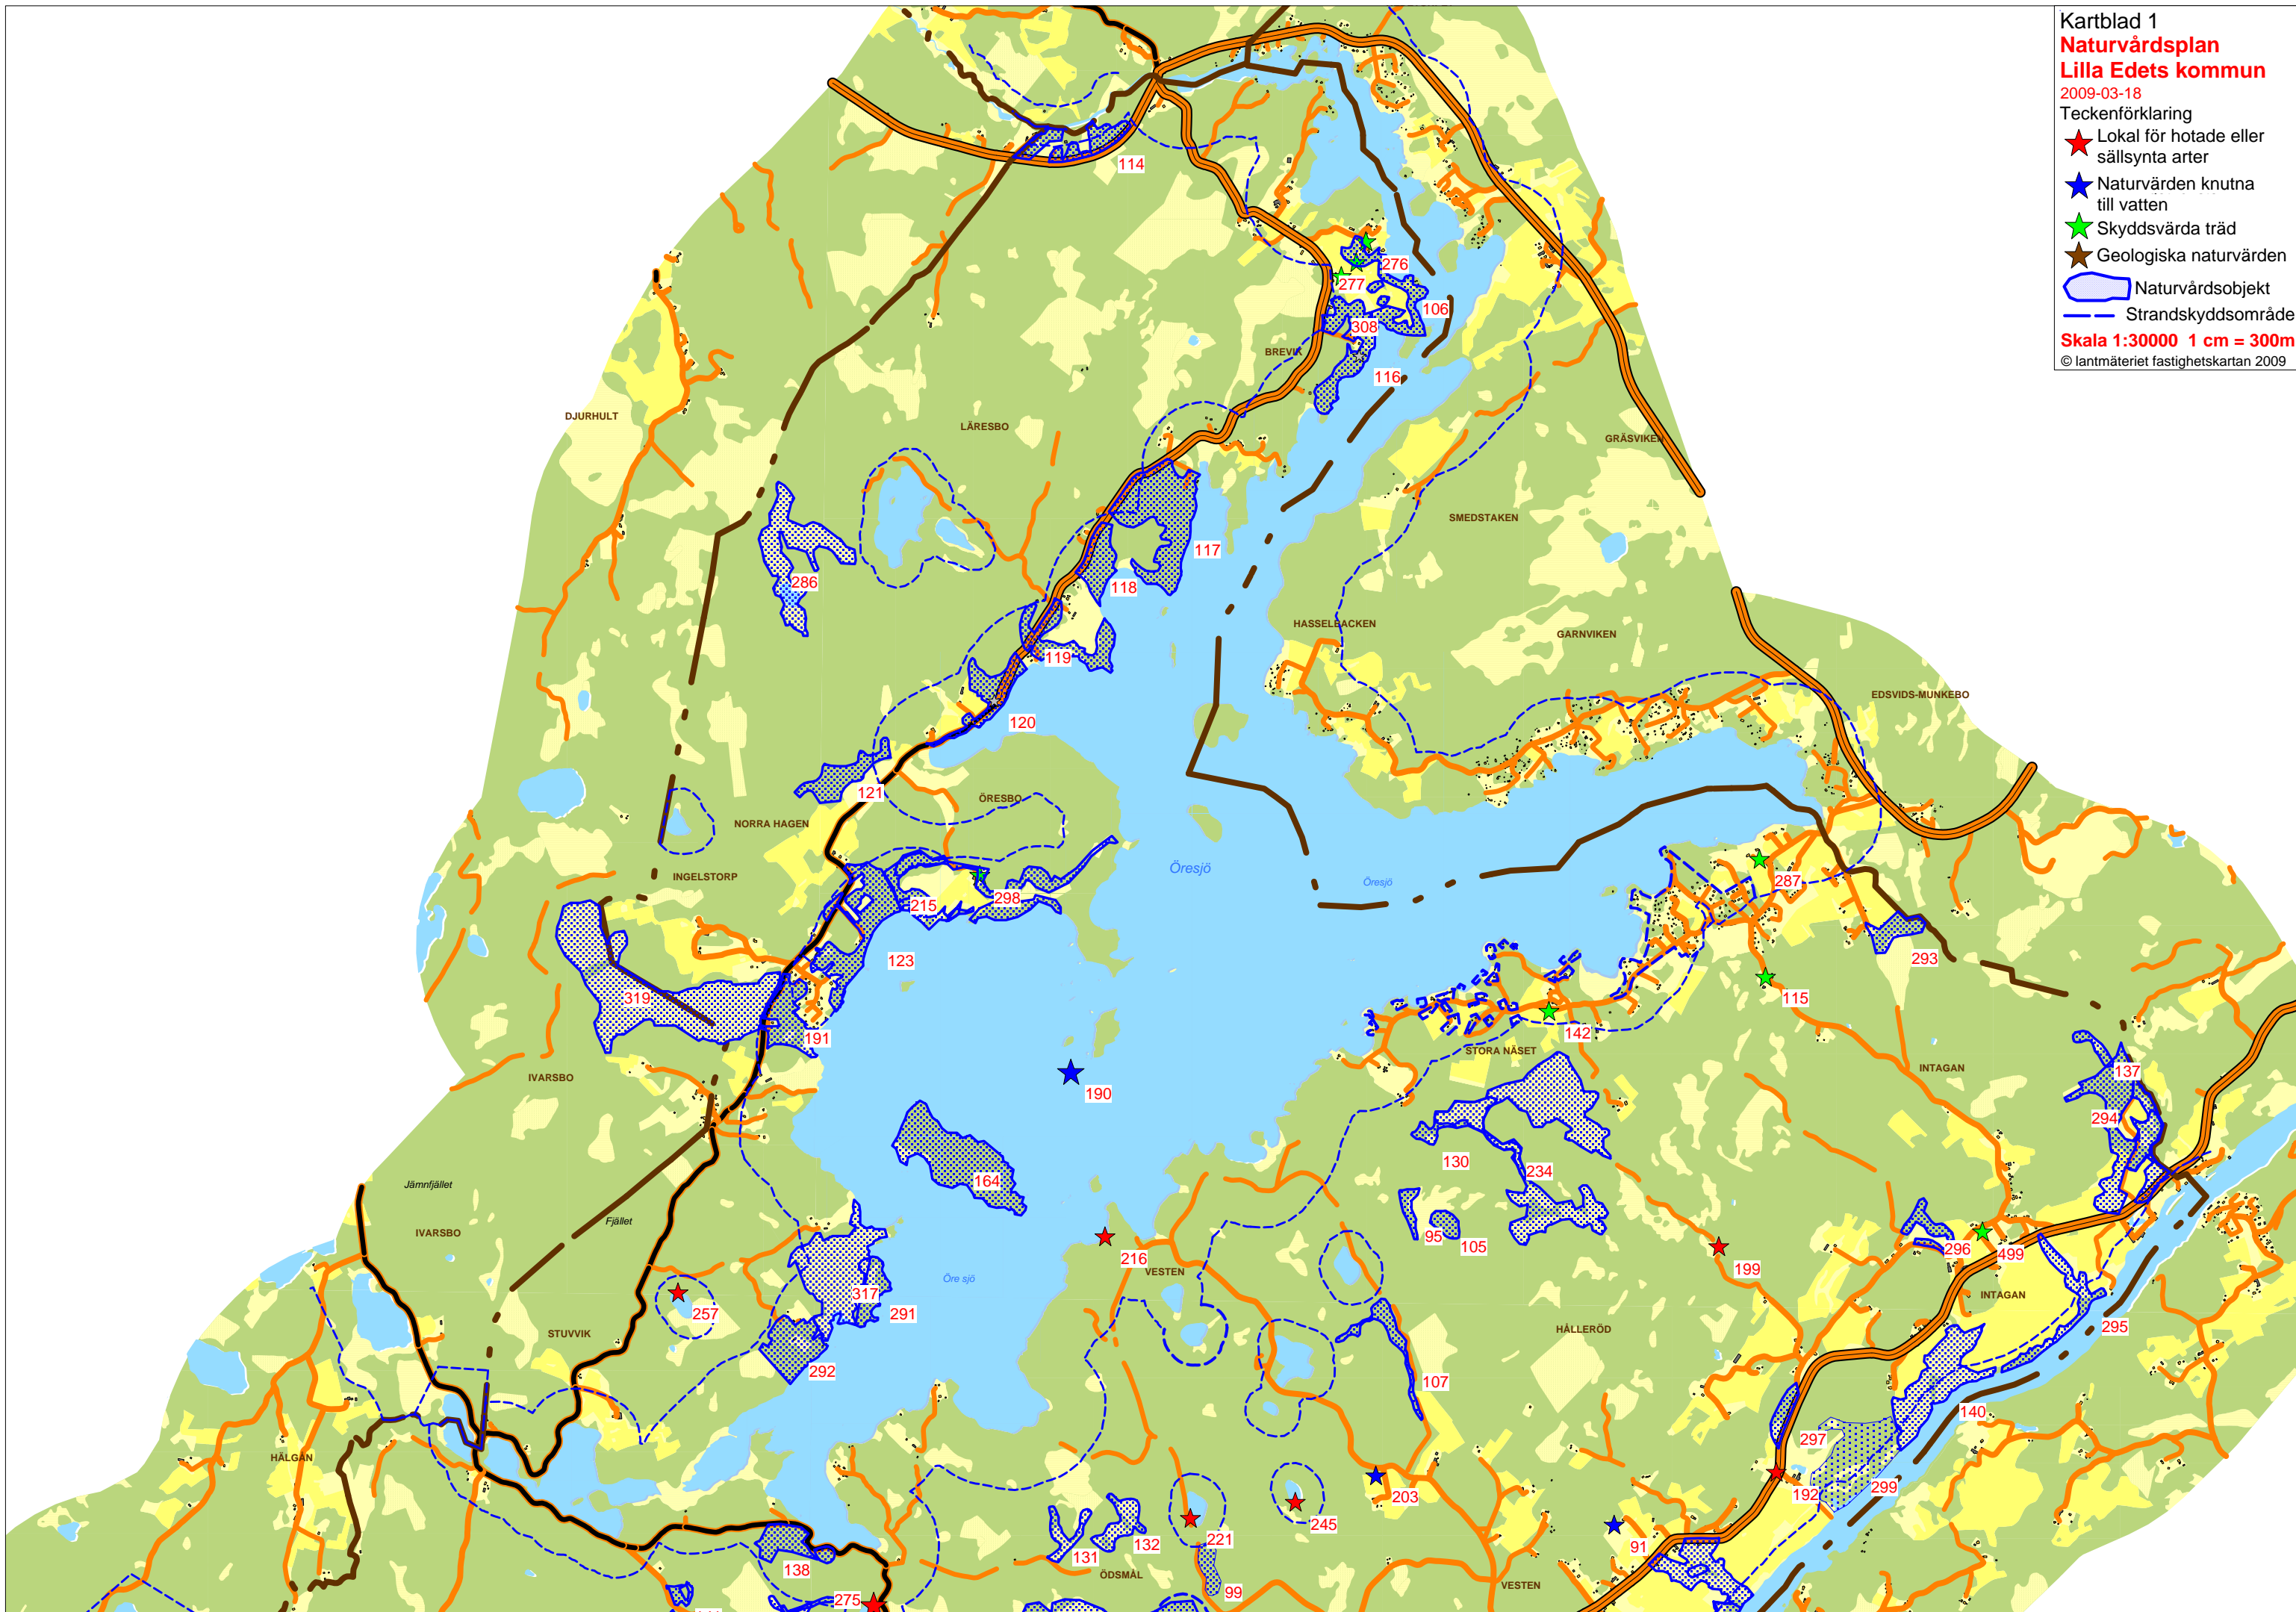 Kartblad 1
Naturvårdsplan
Lilla Edets kommun
2009-03-18
Teckenförklaring
Lokal för hotade eller
sällsynta arter
Naturvärden knutna
till vatten
Skyddsvärda träd
Geologiska naturvärden
Naturvårdsobjekt
Strandskyddsområde
Skala 1:30000 1 cm = 300m
© lantmäteriet fastighetskartan 2009
114
276
277
106
308
BREVIK
116
DJURHULT
LÄRESBO
GRÄSVIKEN
SMEDSTAKEN
117
286
118
HASSELBACKEN
GARNVIKEN
119
EDSVIDS-MUNKEBO
120
121
ÖRESBO
NORRA HAGEN
Öresjö
INGELSTORP
Öresjö
287
215
298
293
123
319
115
191
142
STORA NÄSET
INTAGAN
137
IVARSBO
190
294
130
234
164
Jämnfjället
Fjället
IVARSBO
95
105
296
499
216
VESTEN
199
Öre sjö
317
291
257
INTAGAN
295
STUVVIK
HÅLLERÖD
292
107
140
297
HÄLGÅN
299
192
203
245
221
91
132
131
138
ÖDSMÅL
VESTEN
99
275